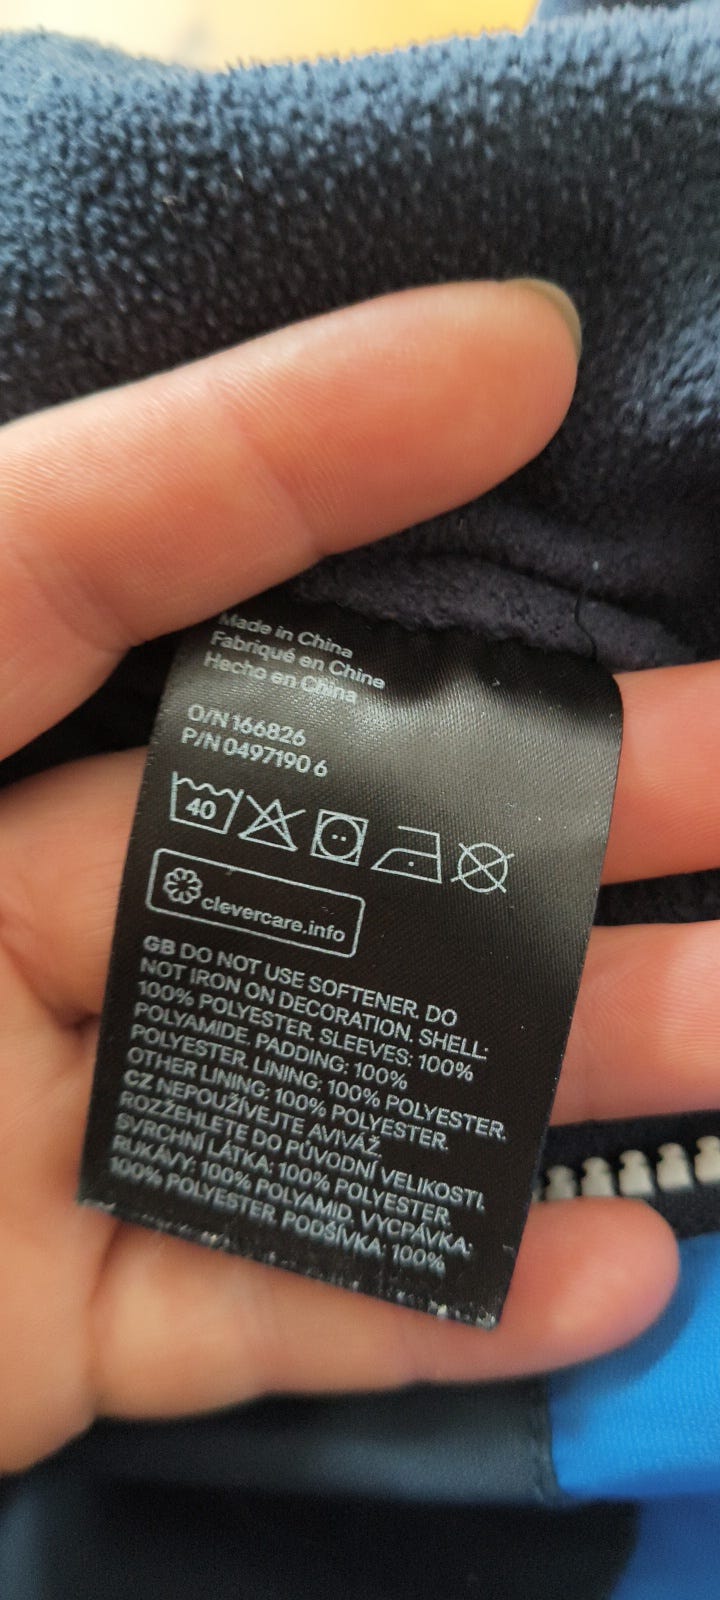 Made in China
Fabriqué en Chine
Hecho en China
O/N 166826
P/N 0497190 6
40
clevercare.info
GB DO NOT USE SOFTENER. DO
NOT IRON ON DECORATION. SHELL:
100% POLYESTER. SLEEVES: 100%
POLYAMIDE. PADDING: 100%
POLYESTER. LINING: 100% POLYESTER.
OTHER LINING: 100% POLYESTER.
CZ NEPOUŽÍVEJTE AVIVÁŽ.
ROZŽEHLETE DO PŮVODNÍ VELIKOSTI.
SVRCHNÍ LÁTKA: 100% POLYESTER.
RUKÁVY: 100% POLYAMID. VYCPÁVKA:
100% POLYESTER. PODŠÍVKA: 100%